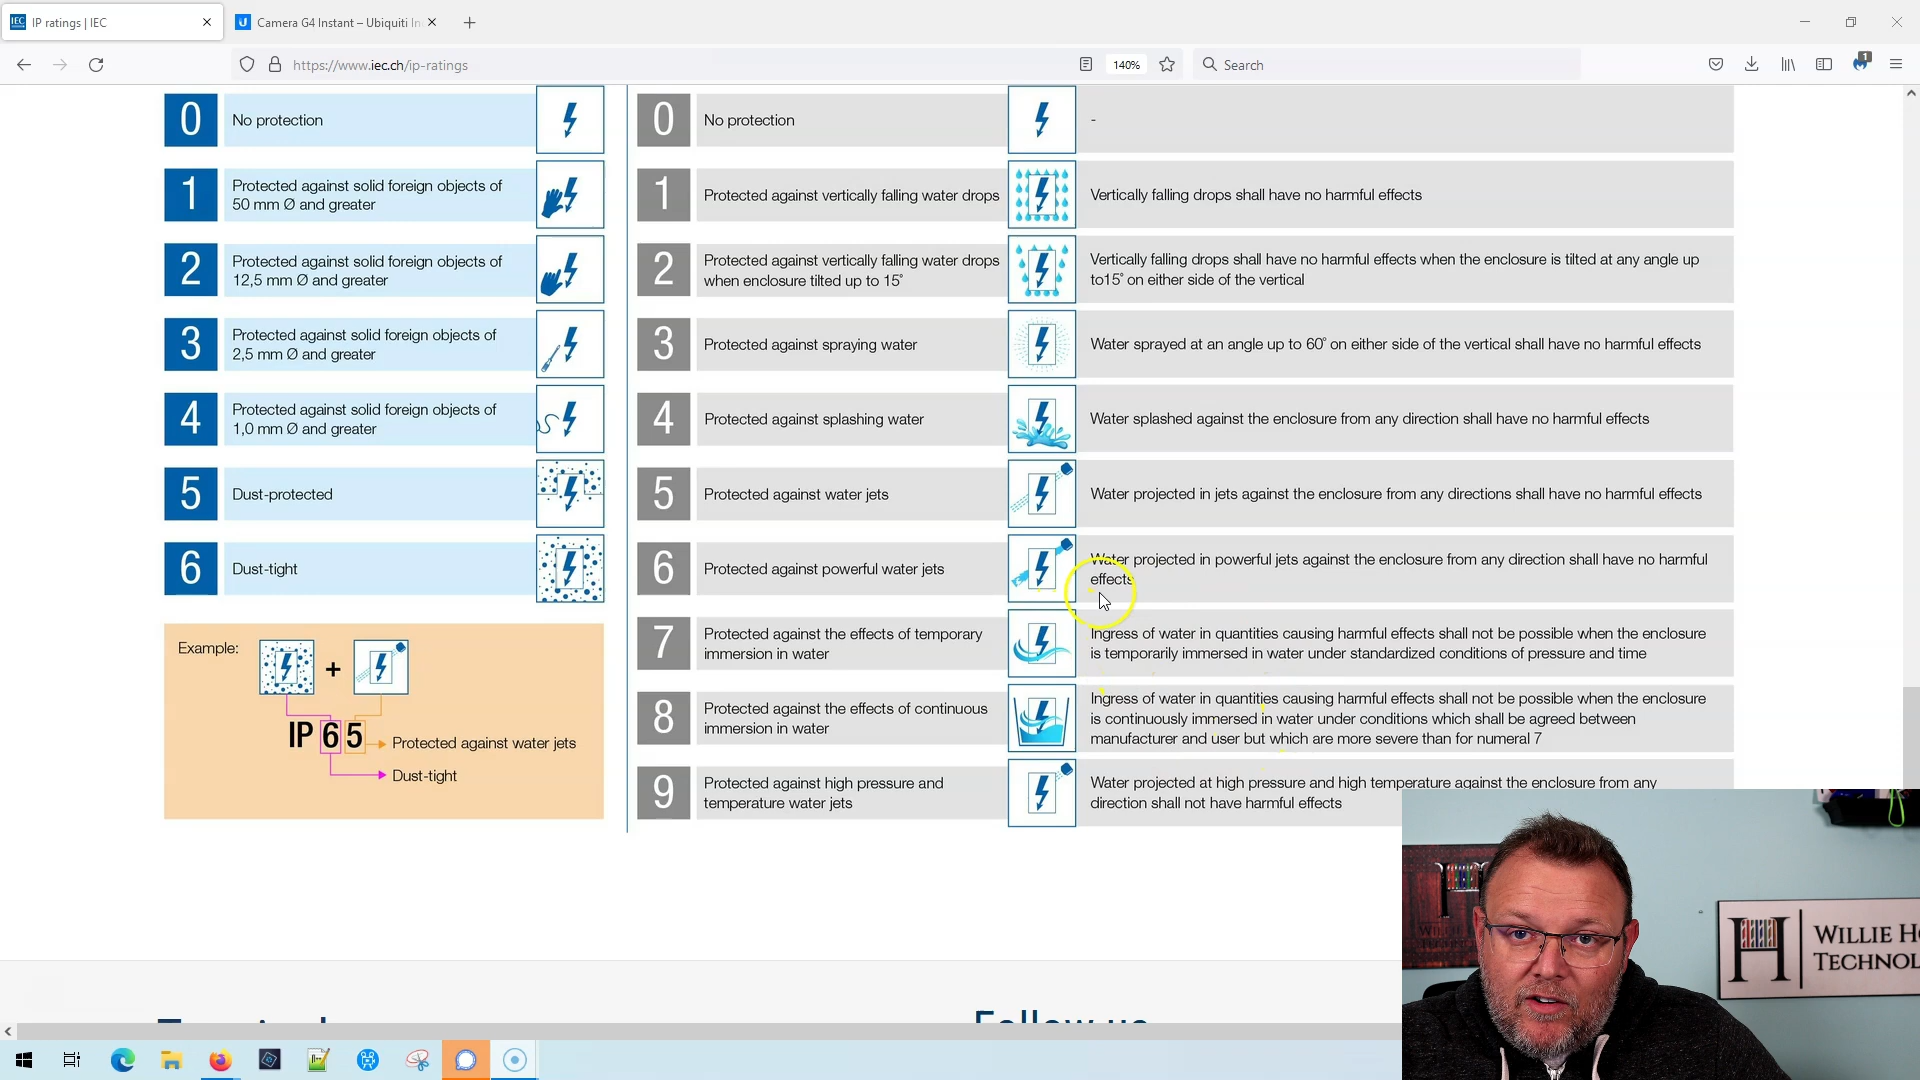 IP ratings | IEC
Camera G4 Instant – Ubiquiti In
https://www.iec.ch/ip-ratings
140%
Search
1
0 No protection
1 Protected against solid foreign objects of
50 mm Ø and greater
2 Protected against solid foreign objects of
12,5 mm Ø and greater
3 Protected against solid foreign objects of
2,5 mm Ø and greater
4 Protected against solid foreign objects of
1,0 mm Ø and greater
5 Dust-protected
6 Dust-tight
Example:
+
IP 6 5
Protected against water jets
Dust-tight
0 No protection -
1 Protected against vertically falling water drops
Vertically falling drops shall have no harmful effects
2 Protected against vertically falling water drops
when enclosure tilted up to 15°
Vertically falling drops shall have no harmful effects when the enclosure is tilted at any angle up
to15° on either side of the vertical
3 Protected against spraying water
Water sprayed at an angle up to 60° on either side of the vertical shall have no harmful effects
4 Protected against splashing water
Water splashed against the enclosure from any direction shall have no harmful effects
5 Protected against water jets
Water projected in jets against the enclosure from any directions shall have no harmful effects
6 Protected against powerful water jets
Water projected in powerful jets against the enclosure from any direction shall have no harmful
effects
7 Protected against the effects of temporary
immersion in water
Ingress of water in quantities causing harmful effects shall not be possible when the enclosure
is temporarily immersed in water under standardized conditions of pressure and time
8 Protected against the effects of continuous
immersion in water
Ingress of water in quantities causing harmful effects shall not be possible when the enclosure
is continuously immersed in water under conditions which shall be agreed between
manufacturer and user but which are more severe than for numeral 7
9 Protected against high pressure and
temperature water jets
Water projected at high pressure and high temperature against the enclosure from any
direction shall not have harmful effects
Follow us
H
WILLIE HO
TECHNOL